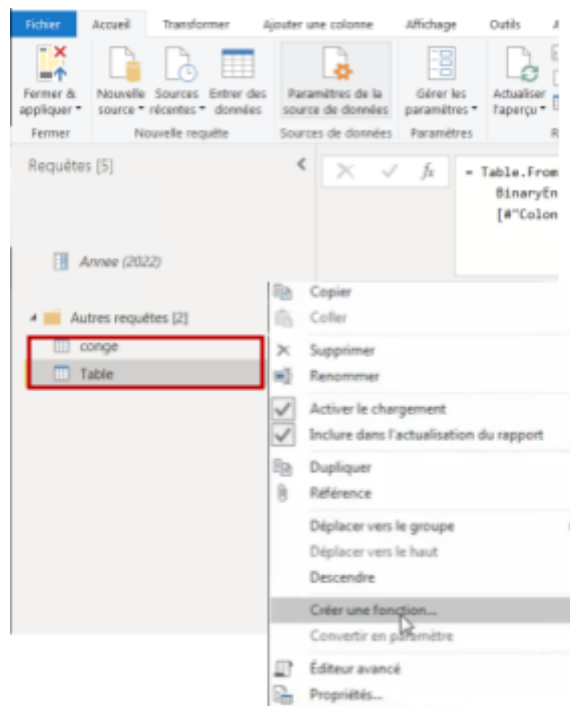 Fichier Accueil Transformer Ajouter une colonne Affichage Outils
Fermer & appliquer
Nouvelle source
Sources récentes
Entrer des données
Paramètres de la source de données
Gérer les paramètres
Actualiser l'aperçu
Fermer Nouvelle requête Sources de données Paramètres
Requêtes [5]
fx
= Table.From
BinaryEn
[#"Colon
Annee (2022)
Autres requêtes [2]
conge
Table
Copier
Coller
Supprimer
Renommer
Activer le chargement
Inclure dans l'actualisation du rapport
Dupliquer
Référence
Déplacer vers le groupe
Déplacer vers le haut
Descendre
Créer une fonction...
Convertir en paramètre
Éditeur avancé
Propriétés...